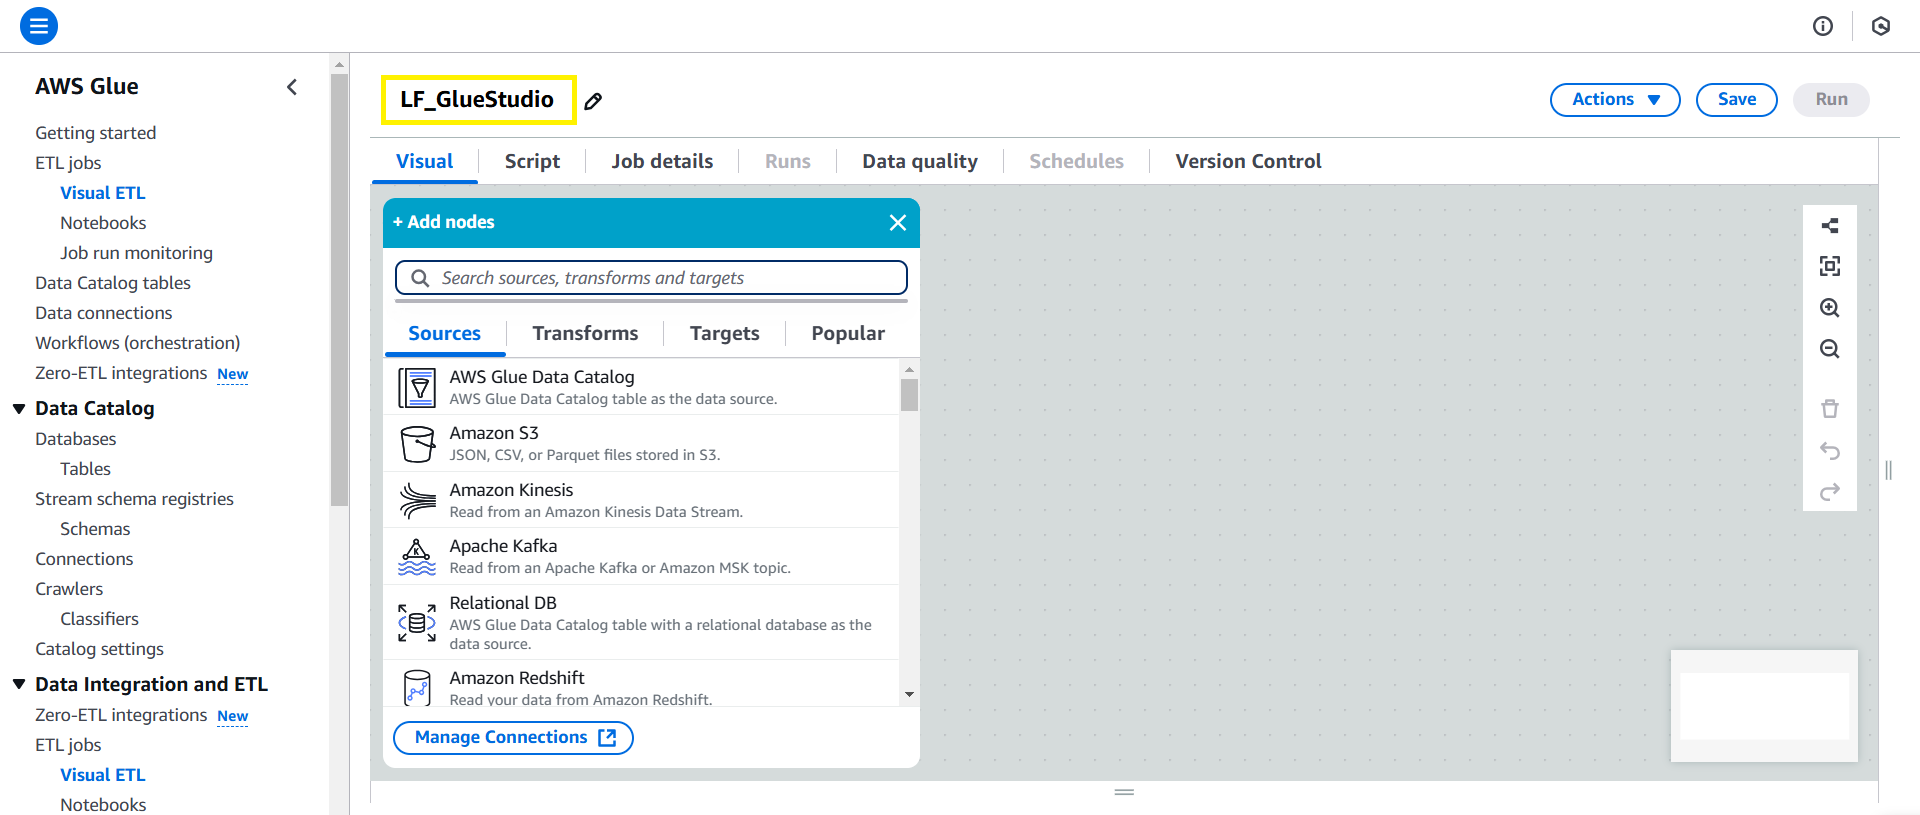 AWS Glue
Getting started
ETL jobs
Visual ETL
Notebooks
Job run monitoring
Data Catalog tables
Data connections
Workflows (orchestration)
Zero-ETL integrations New
Data Catalog
Databases
Tables
Stream schema registries
Schemas
Connections
Crawlers
Classifiers
Catalog settings
Data Integration and ETL
Zero-ETL integrations New
ETL jobs
Visual ETL
Notebooks
LF_GlueStudio
Actions
Save
Run
Visual
Script
Job details
Runs
Data quality
Schedules
Version Control
+ Add nodes
Search sources, transforms and targets
Sources
Transforms
Targets
Popular
AWS Glue Data Catalog
AWS Glue Data Catalog table as the data source.
Amazon S3
JSON, CSV, or Parquet files stored in S3.
Amazon Kinesis
Read from an Amazon Kinesis Data Stream.
K
Apache Kafka
Read from an Apache Kafka or Amazon MSK topic.
Relational DB
AWS Glue Data Catalog table with a relational database as the
data source.
Amazon Redshift
Read your data from Amazon Redshift.
Manage Connections